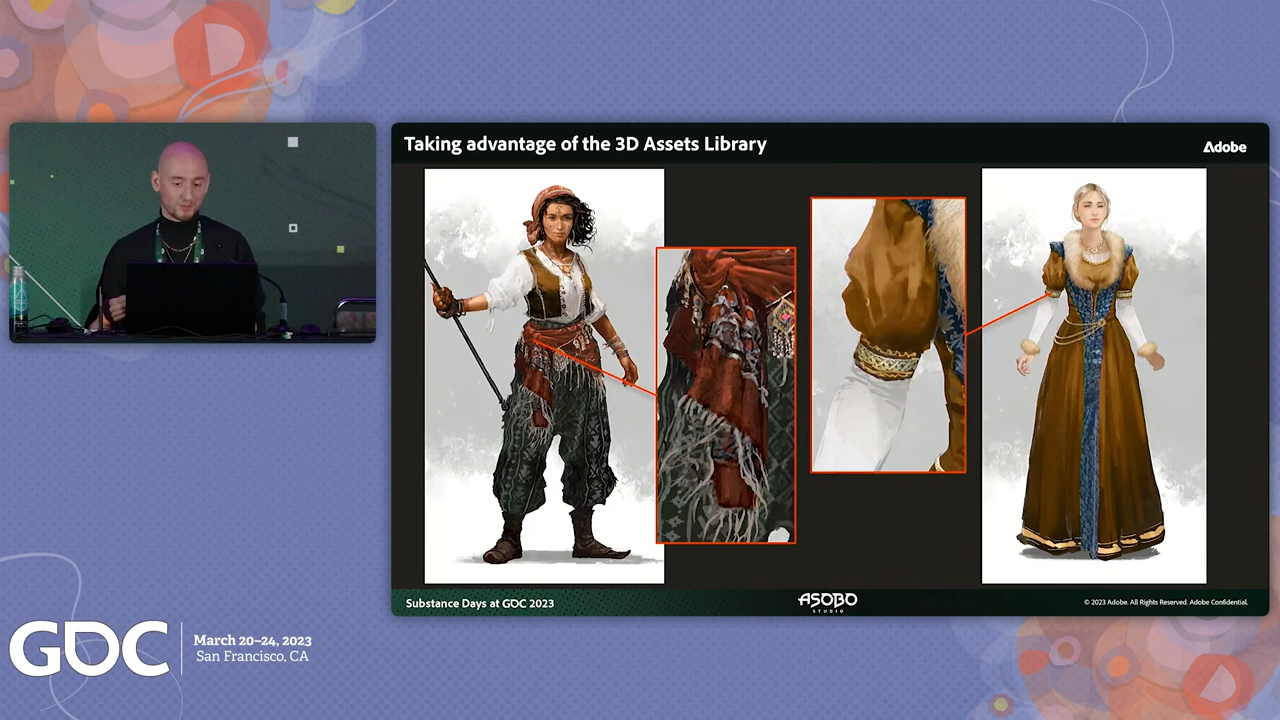 Taking advantage of the 3D Assets Library
Adobe
Substance Days at GDC 2023
ASOBO
STUDIO
© 2023 Adobe. All Rights Reserved. Adobe Confidential.
GDC
March 20–24, 2023
San Francisco, CA